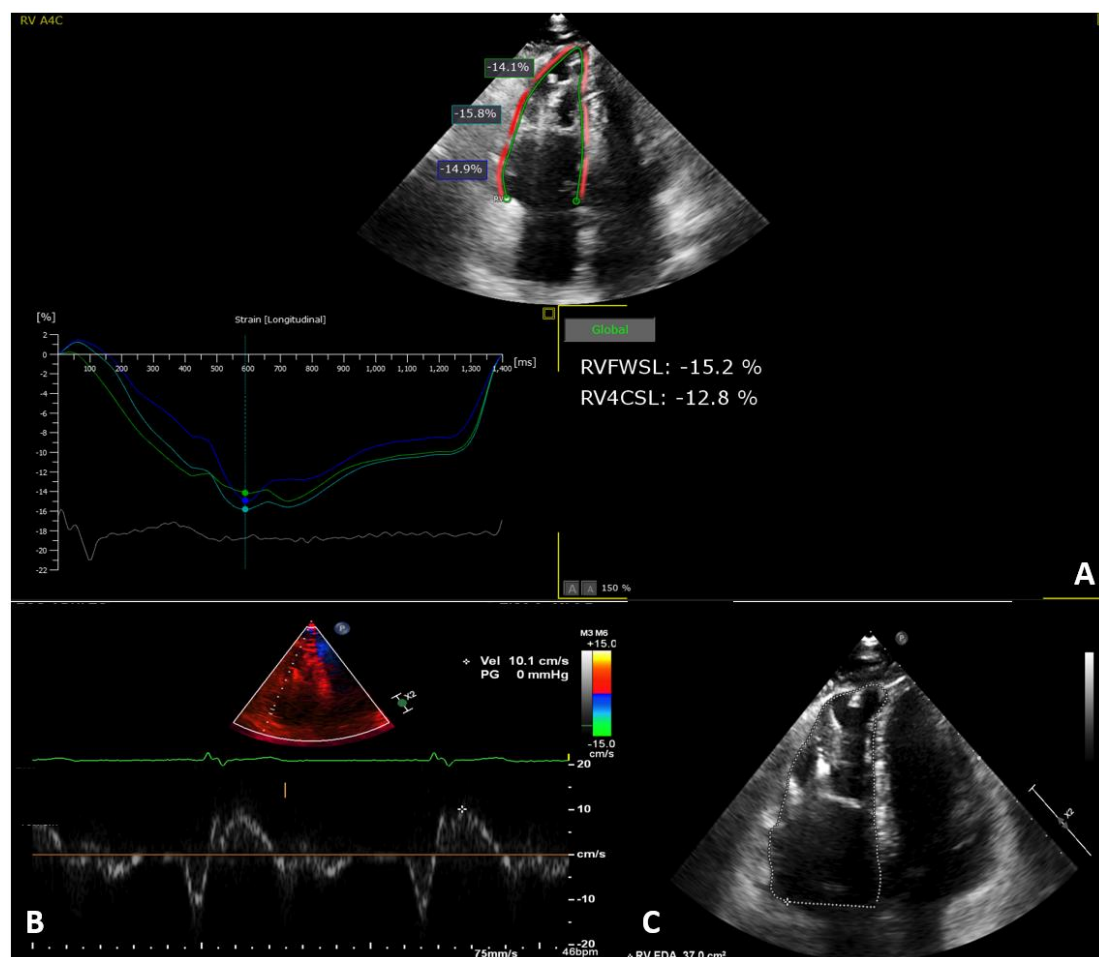 RV A4C
-14.1%
-15.8%
-14.9%
RV
[%]
Strain [Longitudinal]
2
0
-2
-4
-6
-8
-10
-12
-14
-16
-18
-20
-22
100 200 300 400 500 600 700 800 900 1,000 1,100 1,200 1,300 1,400 [ms]
Global
RVFWSL: -15.2 %
RV4CSL: -12.8 %
A A 150 %
A
P
Vel 10.1 cm/s
PG 0 mmHg
M3 M6
+15.0
-15.0
cm/s
X2
-20
-10
cm/s
--10
--20
75mm/s
46bpm
B
P
X2
C
RV EDA 37.0 cm²